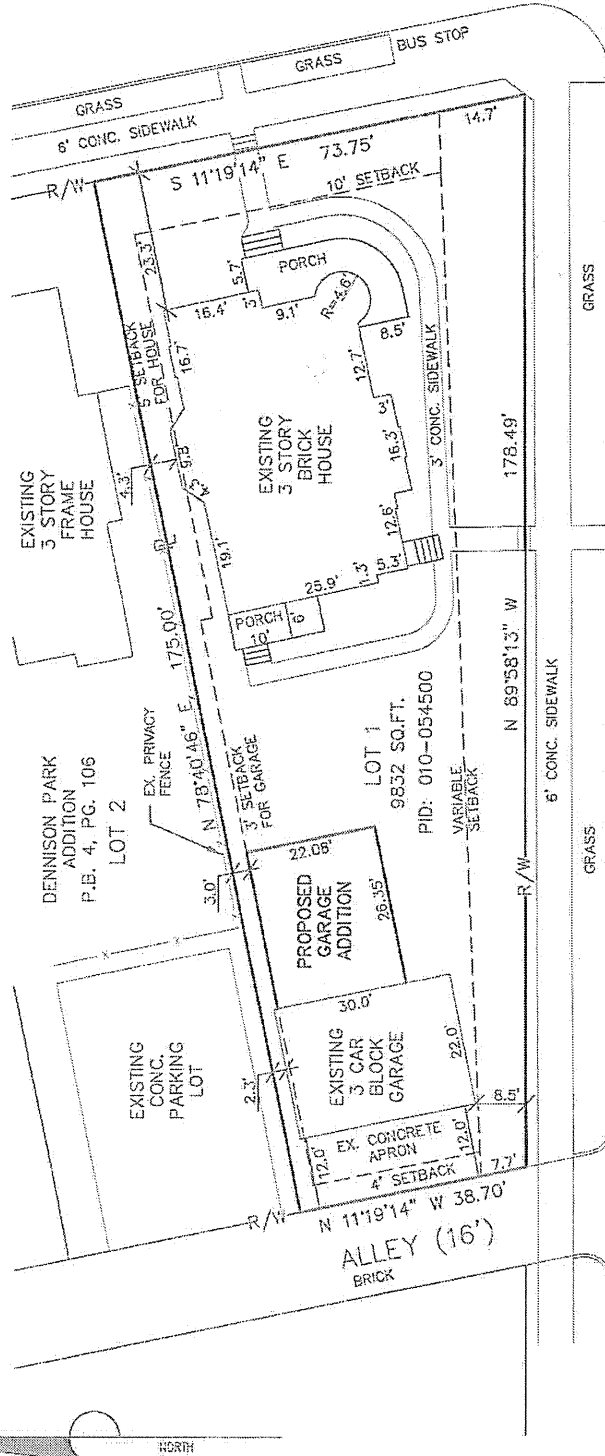 BUS STOP
GRASS
GRASS
6' CONC. SIDEWALK
R/W
S 11°19'14" E 73.75'
14.7'
10' SETBACK
23.3'
5.7'
PORCH
5' SETBACK
FOR HOUSE
16.4'
3'
9.1'
R=4.6'
16.7'
8.5'
12.7'
3'
16.3'
12.6'
5.3'
1.3'
25.9'
9.8'
4.3'
19.1'
EXISTING
3 STORY
FRAME
HOUSE
EXISTING
3 STORY
BRICK
HOUSE
3' CONC. SIDEWALK
178.49'
GRASS
PORCH
6'
10'
175.00'
N 78°40'46" E
DENNISON PARK
ADDITION
P.B. 4, PG. 106
LOT 2
EX. PRIVACY
FENCE
3' SETBACK
FOR GARAGE
LOT 1
9832 SQ.FT.
PID: 010-054500
VARIABLE
SETBACK
N 89°58'13" W
6' CONC. SIDEWALK
3.0'
22.08'
26.35'
PROPOSED
GARAGE
ADDITION
R/W
GRASS
EXISTING
CONC.
PARKING
LOT
30.0'
EXISTING
3 CAR
BLOCK
GARAGE
22.0'
2.3'
8.5'
12.0'
EX. CONCRETE
APRON
12.0'
4' SETBACK
7.7'
R/W
N 11°19'14" W 38.70'
ALLEY (16')
BRICK
NORTH